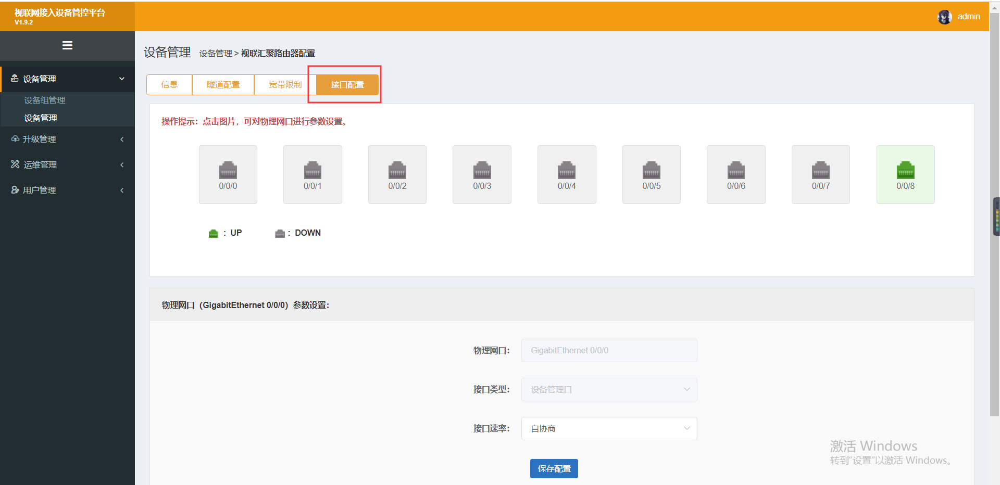 视联网接入设备管控平台
V1.9.2
admin
设备管理
设备组管理
设备管理
升级管理
运维管理
用户管理
设备管理 设备管理 > 视联汇聚路由器配置
信息 隧道配置 宽带限制 接口配置
操作提示：点击图片，可对物理网口进行参数设置。
0/0/0 0/0/1 0/0/2 0/0/3 0/0/4 0/0/5 0/0/6 0/0/7 0/0/8
：UP ：DOWN
物理网口（GigabitEthernet 0/0/0）参数设置：
物理网口： GigabitEthernet 0/0/0
接口类型： 设备管理口
接口速率： 自协商
保存配置
激活 Windows
转到“设置”以激活 Windows。